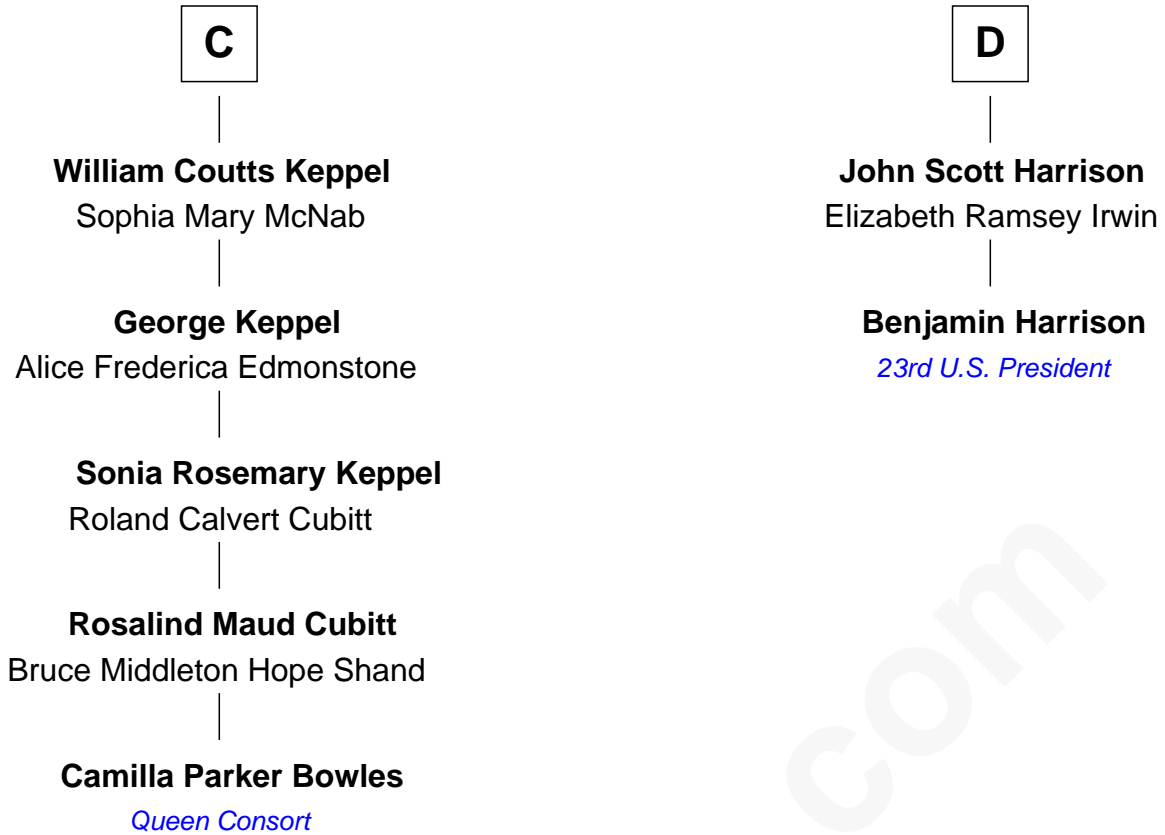 C
William Coutts Keppel
Sophia Mary McNab
George Keppel
Alice Frederica Edmonstone
Sonia Rosemary Keppel
Roland Calvert Cubitt
Rosalind Maud Cubitt
Bruce Middleton Hope Shand
Camilla Parker Bowles
Queen Consort
D
John Scott Harrison
Elizabeth Ramsey Irwin
Benjamin Harrison
23rd U.S. President
com